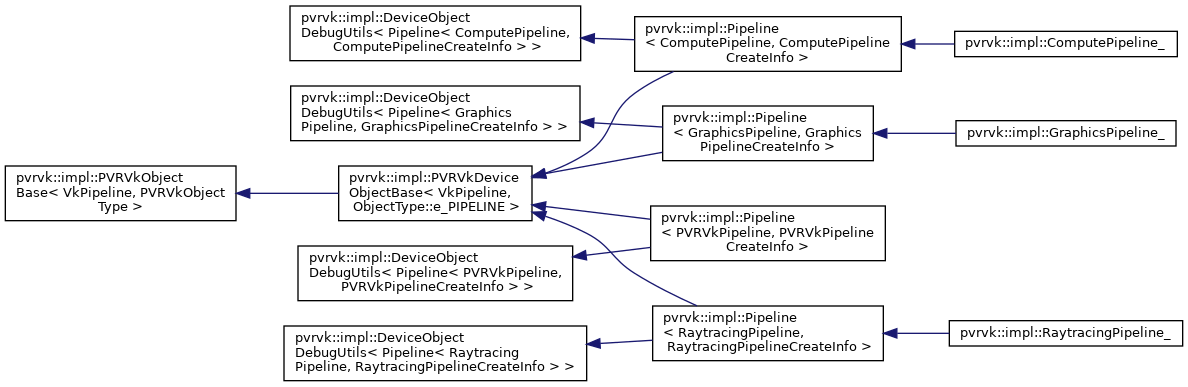 pvrvk::impl::DeviceObject
DebugUtils< Pipeline< ComputePipeline,
ComputePipelineCreateInfo > >
pvrvk::impl::Pipeline
< ComputePipeline, ComputePipeline
CreateInfo >
pvrvk::impl::ComputePipeline_
pvrvk::impl::DeviceObject
DebugUtils< Pipeline< Graphics
Pipeline, GraphicsPipelineCreateInfo > >
pvrvk::impl::Pipeline
< GraphicsPipeline, Graphics
PipelineCreateInfo >
pvrvk::impl::GraphicsPipeline_
pvrvk::impl::PVRVkObject
Base< VkPipeline, PVRVkObject
Type >
pvrvk::impl::PVRVkDevice
ObjectBase< VkPipeline,
ObjectType::e_PIPELINE >
pvrvk::impl::Pipeline
< PVRVkPipeline, PVRVkPipeline
CreateInfo >
pvrvk::impl::DeviceObject
DebugUtils< Pipeline< PVRVkPipeline,
PVRVkPipelineCreateInfo > >
pvrvk::impl::Pipeline
< RaytracingPipeline,
RaytracingPipelineCreateInfo >
pvrvk::impl::RaytracingPipeline_
pvrvk::impl::DeviceObject
DebugUtils< Pipeline< Raytracing
Pipeline, RaytracingPipelineCreateInfo > >